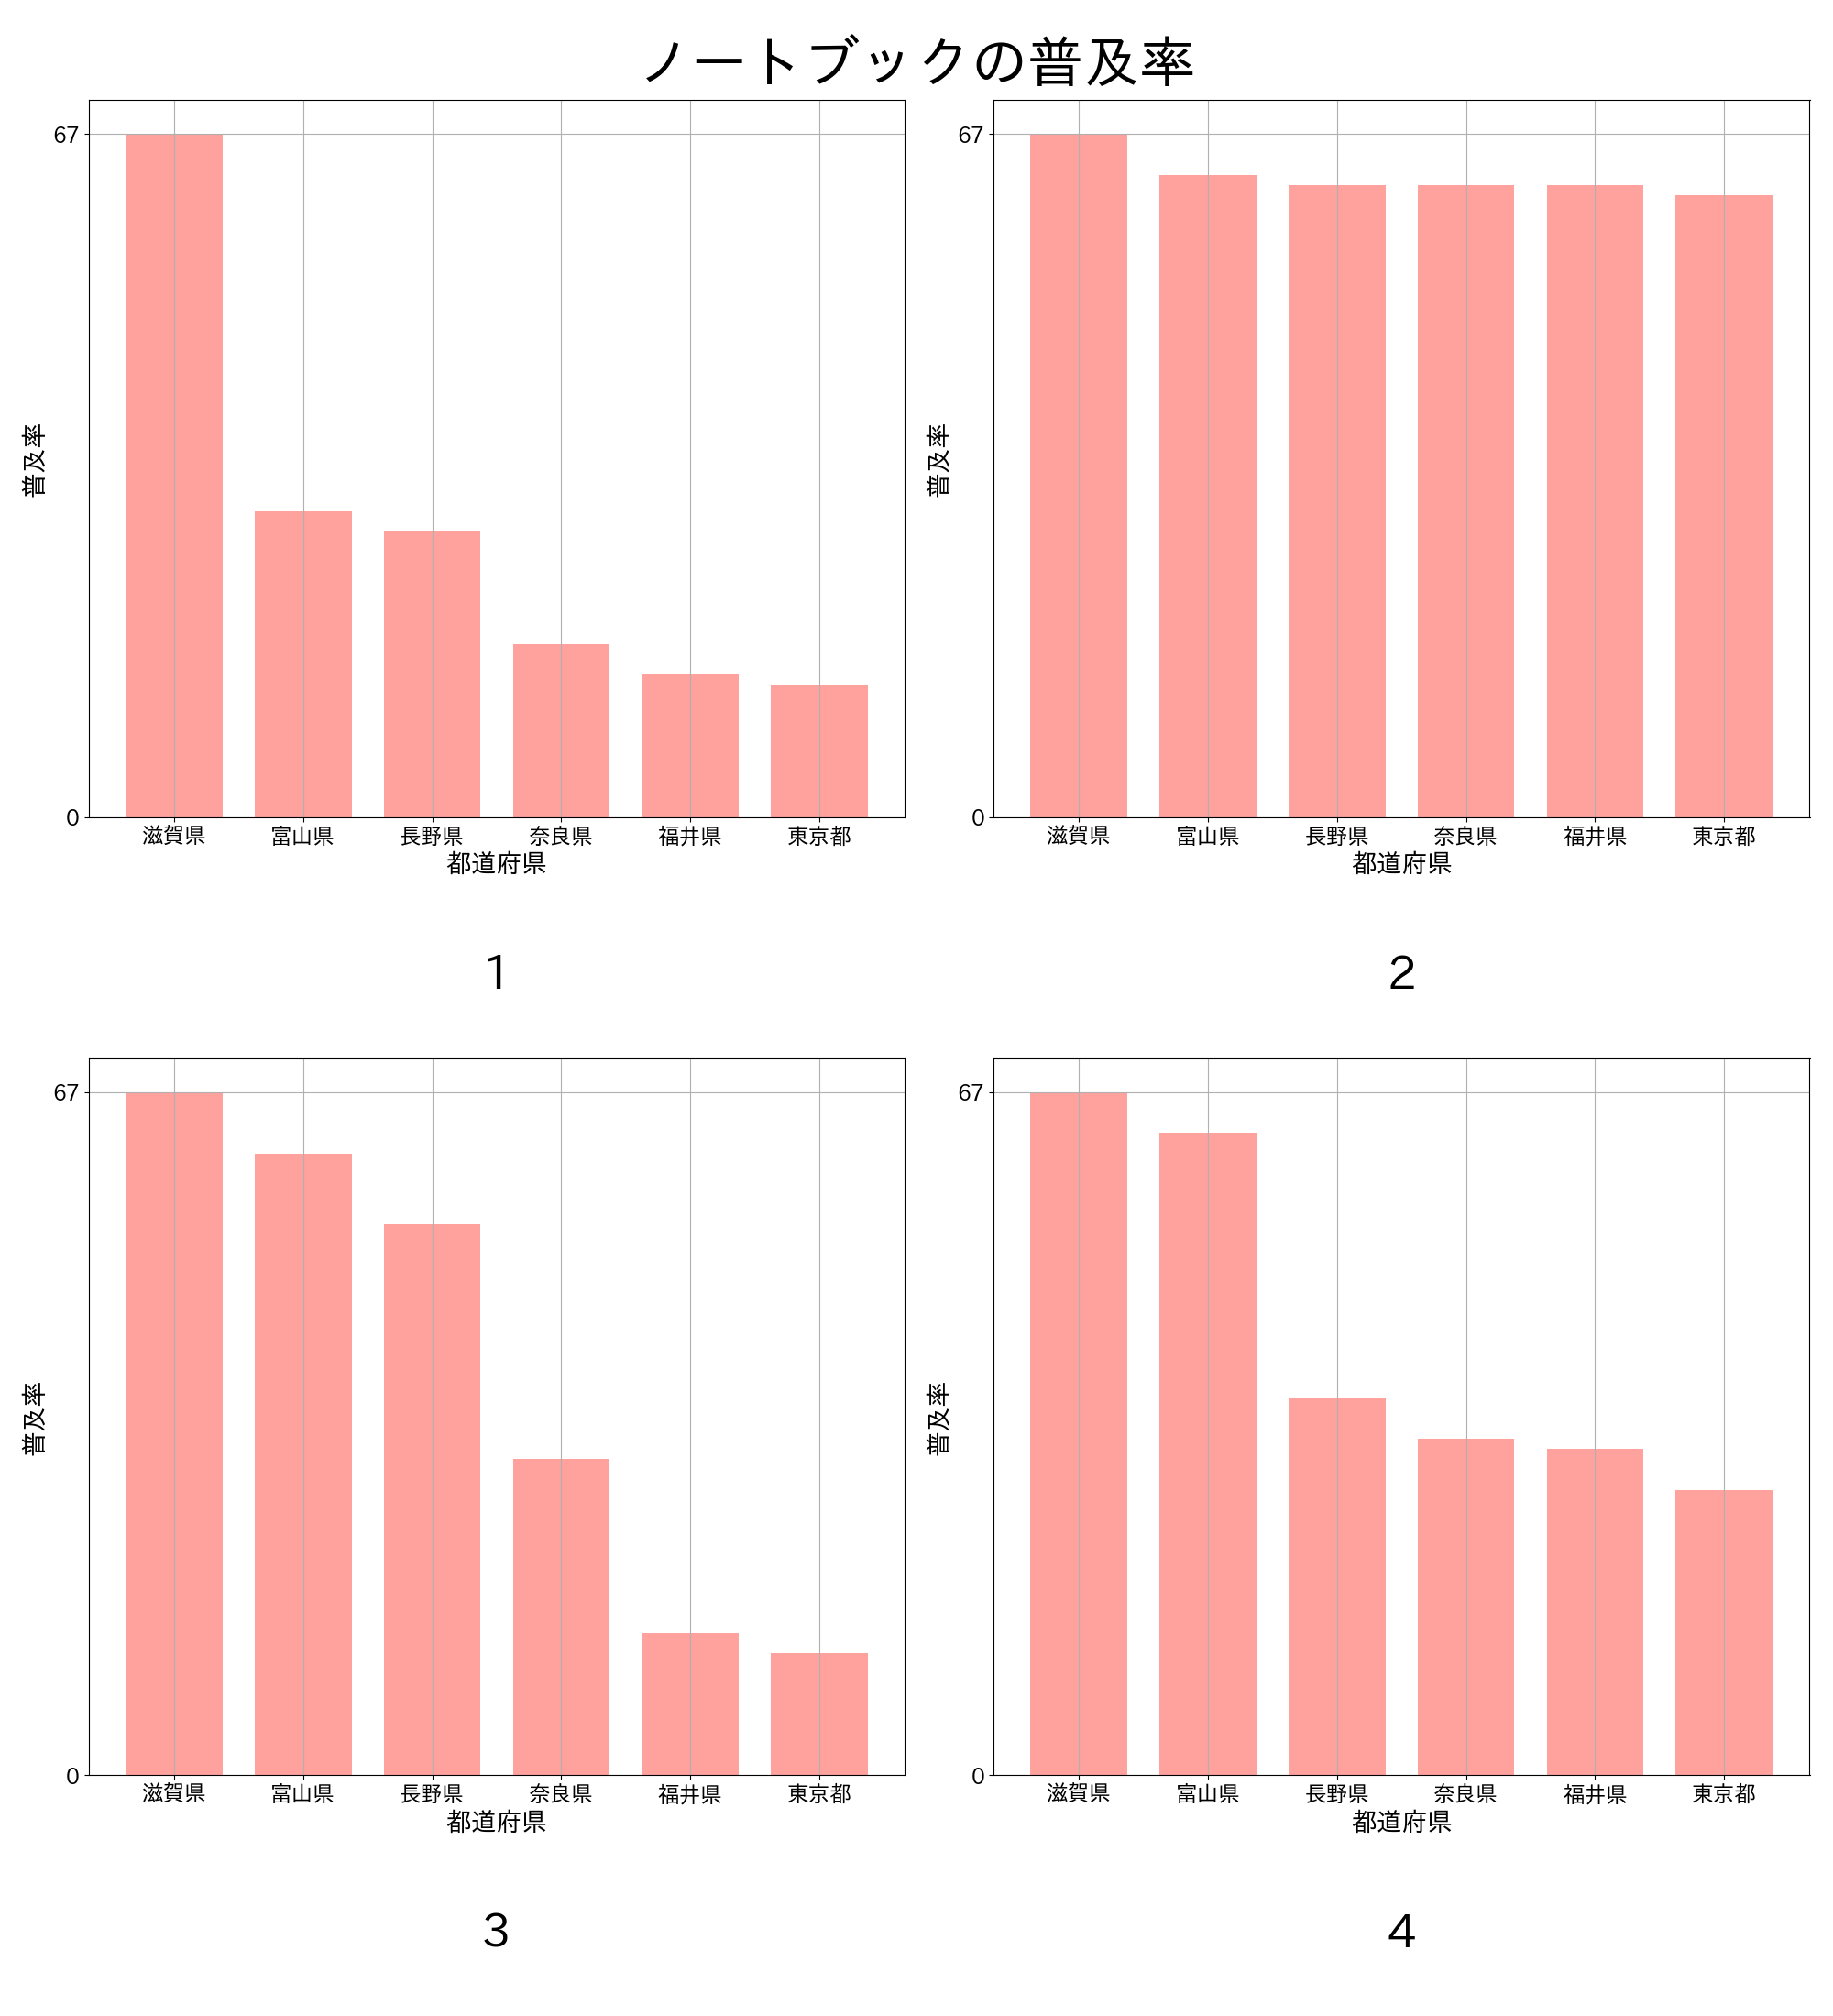 ノートブックの普及率
67
0
普及率
滋賀県 富山県 長野県 奈良県 福井県 東京都
都道府県
1
67
0
普及率
滋賀県 富山県 長野県 奈良県 福井県 東京都
都道府県
2
67
0
普及率
滋賀県 富山県 長野県 奈良県 福井県 東京都
都道府県
3
67
0
普及率
滋賀県 富山県 長野県 奈良県 福井県 東京都
都道府県
4